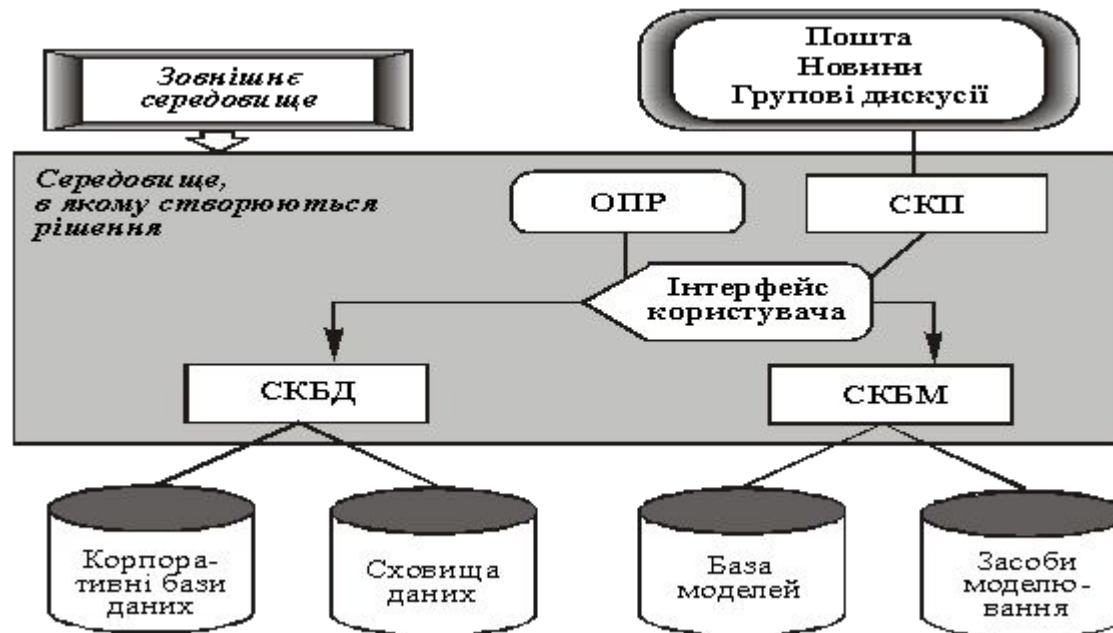 Зовнішнє
середовище
Пошта
Новини
Групові дискусії
Середовище,
в якому створюються
рішення
ОПР
СКП
Інтерфейс
користувача
СКБД
СКБМ
Корпора-
тивні бази
даних
Сховища
даних
База
моделей
Засоби
моделю-
вання